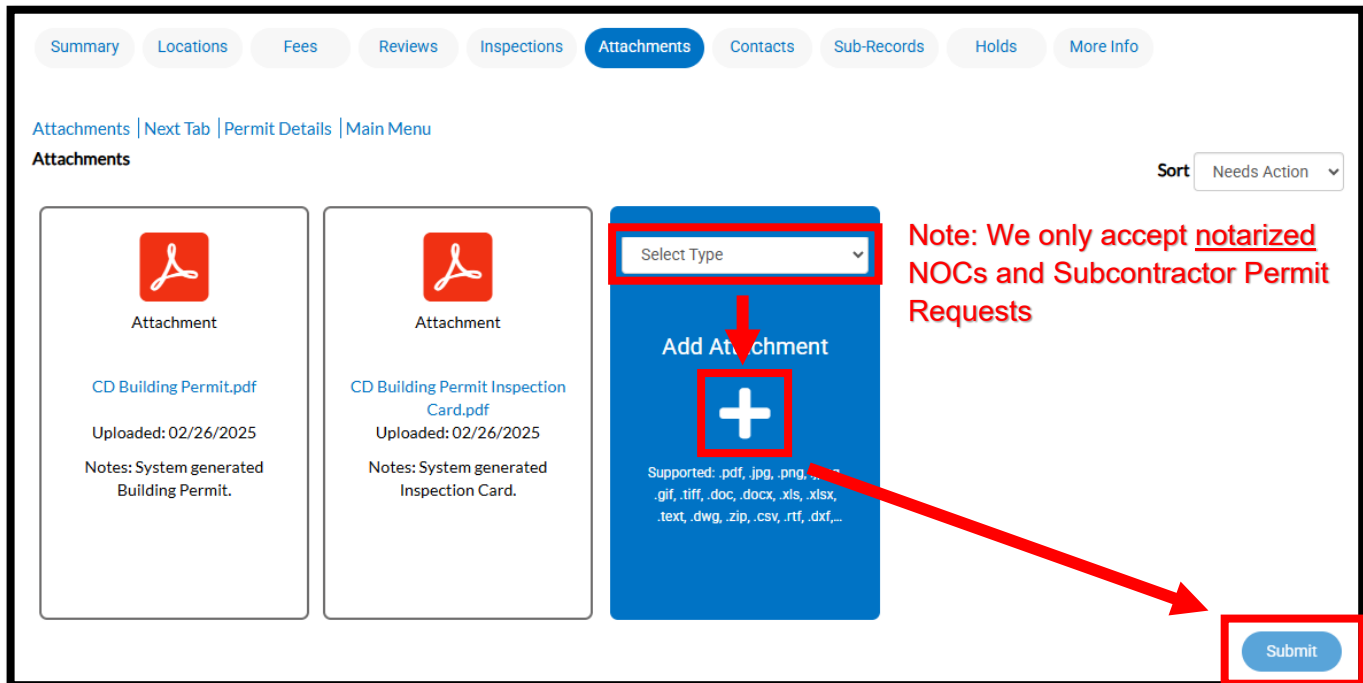 Summary Locations Fees Reviews Inspections Attachments Contacts Sub-Records Holds More Info
Attachments | Next Tab | Permit Details | Main Menu
Attachments
Sort Needs Action
Attachment
CD Building Permit.pdf
Uploaded: 02/26/2025
Notes: System generated
Building Permit.
Attachment
CD Building Permit Inspection
Card.pdf
Uploaded: 02/26/2025
Notes: System generated
Inspection Card.
Select Type
Add Attachment
Supported: .pdf, .jpg, .png,
.gif, .tiff, .doc, .docx, .xls, .xlsx,
.text, .dwg, .zip, .csv, .rtf, .dxf,...
Note: We only accept notarized
NOCs and Subcontractor Permit
Requests
Submit